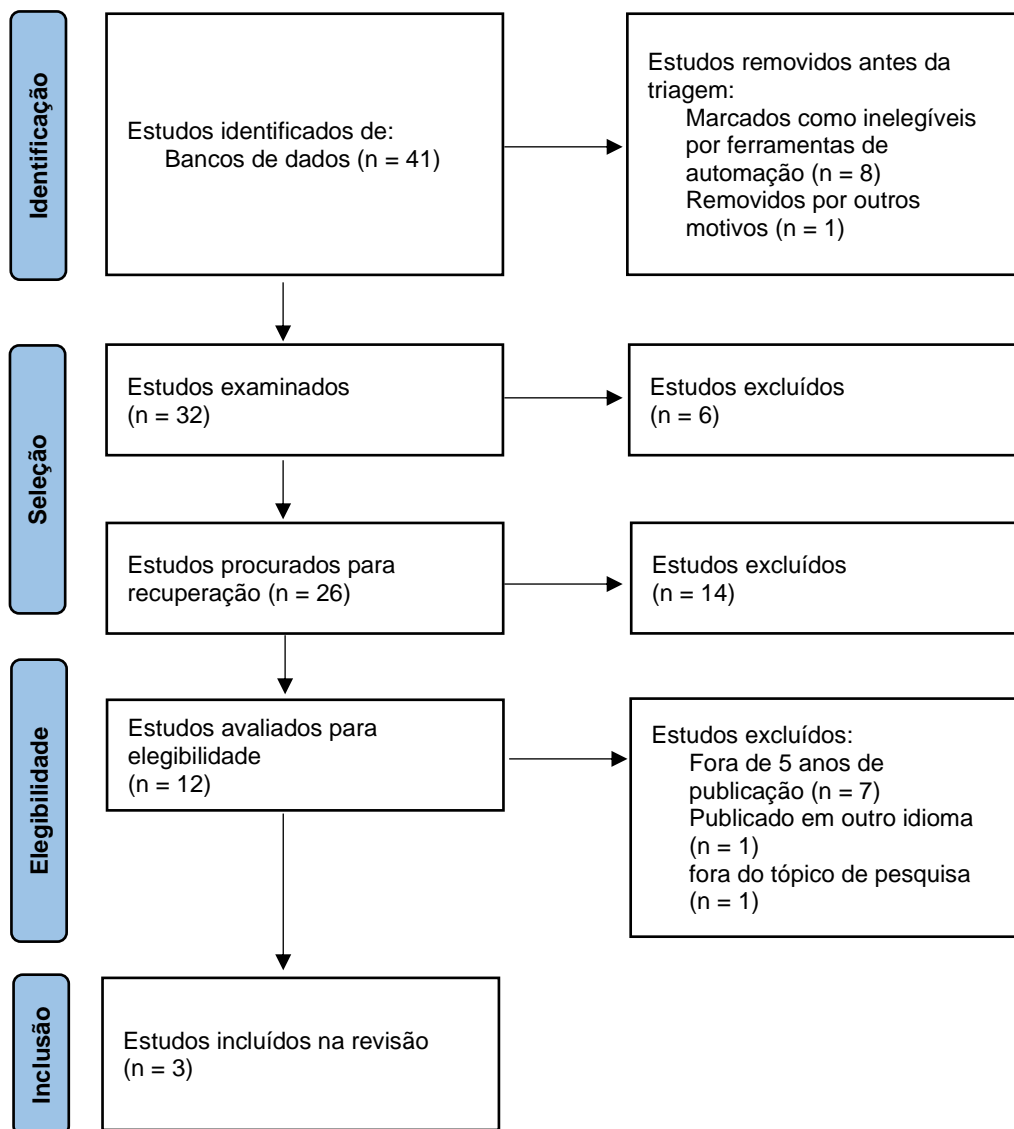 Identificação
Estudos identificados de:
Bancos de dados (n = 41)
Estudos removidos antes da
triagem:
Marcados como inelegíveis
por ferramentas de
automação (n = 8)
Removidos por outros
motivos (n = 1)
Seleção
Estudos examinados
(n = 32)
Estudos excluídos
(n = 6)
Estudos procurados para
recuperação (n = 26)
Estudos excluídos
(n = 14)
Elegibilidade
Estudos avaliados para
elegibilidade
(n = 12)
Estudos excluídos:
Fora de 5 anos de
publicação (n = 7)
Publicado em outro idioma
(n = 1)
fora do tópico de pesquisa
(n = 1)
Inclusão
Estudos incluídos na revisão
(n = 3)